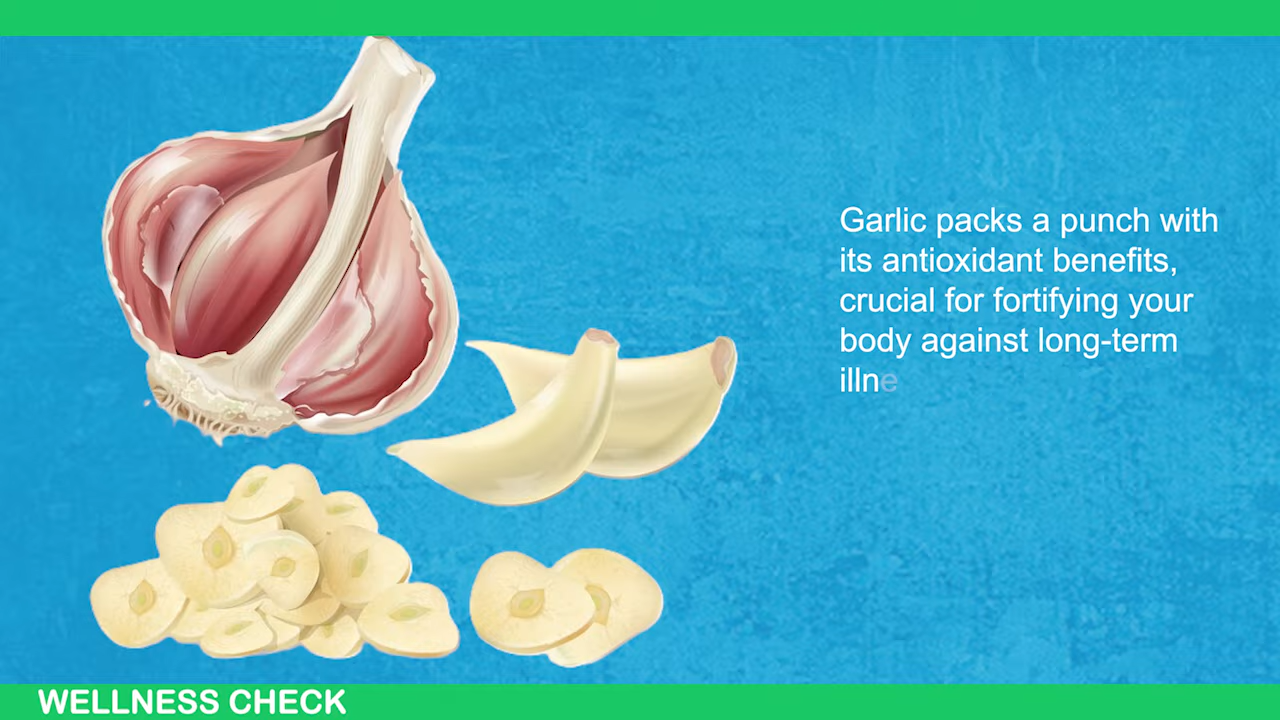 Garlic packs a punch with
its antioxidant benefits,
crucial for fortifying your
body against long-term
illne
WELLNESS CHECK